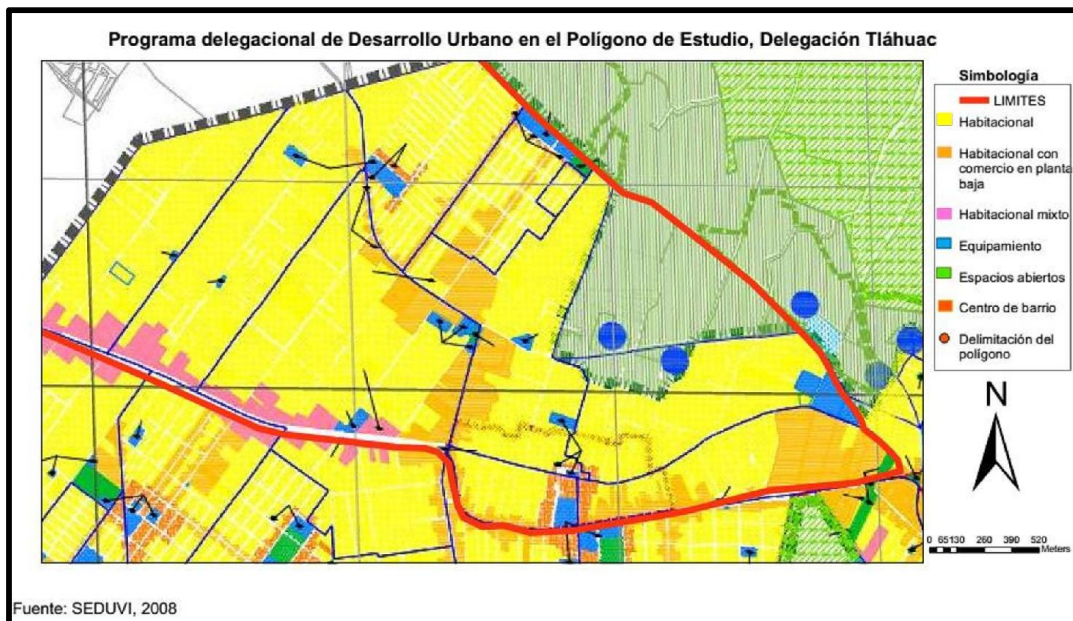 Programa delegacional de Desarrollo Urbano en el Polígono de Estudio, Delegación Tláhuac
Simbología
LIMITES
Habitacional
Habitacional con
comercio en planta
baja
Habitacional mixto
Equipamiento
Espacios abiertos
Centro de barrio
Delimitación del
polígono
N
0 65130 260 390 520
Meters
Fuente: SEDUVI, 2008